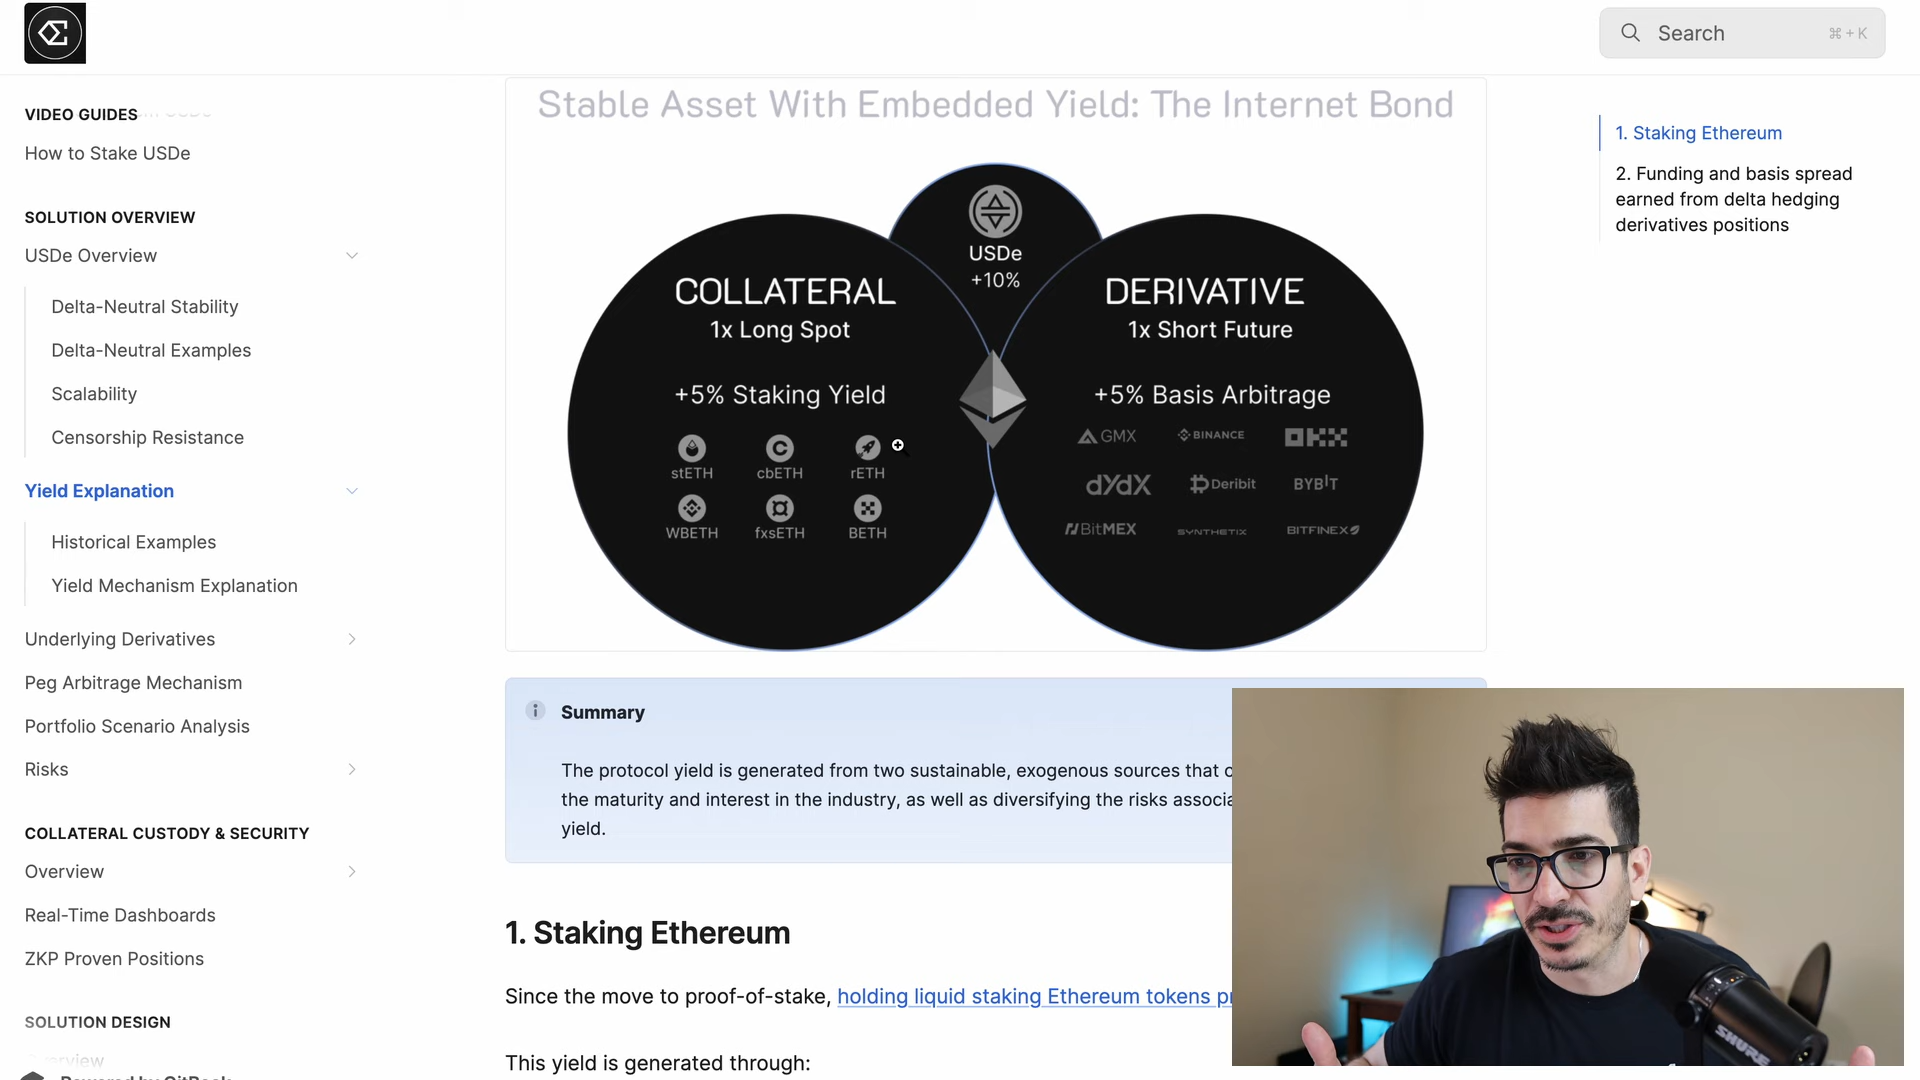 Search
⌘ + K
VIDEO GUIDES
How to Stake USDe
SOLUTION OVERVIEW
USDe Overview
Delta-Neutral Stability
Delta-Neutral Examples
Scalability
Censorship Resistance
Yield Explanation
Historical Examples
Yield Mechanism Explanation
Underlying Derivatives
Peg Arbitrage Mechanism
Portfolio Scenario Analysis
Risks
COLLATERAL CUSTODY & SECURITY
Overview
Real-Time Dashboards
ZKP Proven Positions
SOLUTION DESIGN
Overview
Powered by GitBook
Stable Asset With Embedded Yield: The Internet Bond
USDe
+10%
COLLATERAL
1x Long Spot
+5% Staking Yield
stETH cbETH rETH
WBETH fxsETH BETH
DERIVATIVE
1x Short Future
+5% Basis Arbitrage
GMX BINANCE OKX
dYdX Deribit BYBIT
BitMEX SYNTHETIX BITFINEX
Summary
The protocol yield is generated from two sustainable, exogenous sources that
the maturity and interest in the industry, as well as diversifying the risks
yield.
1. Staking Ethereum
Since the move to proof-of-stake, holding liquid staking Ethereum tokens
This yield is generated through:
1. Staking Ethereum
2. Funding and basis spread
earned from delta hedging
derivatives positions
SHURE